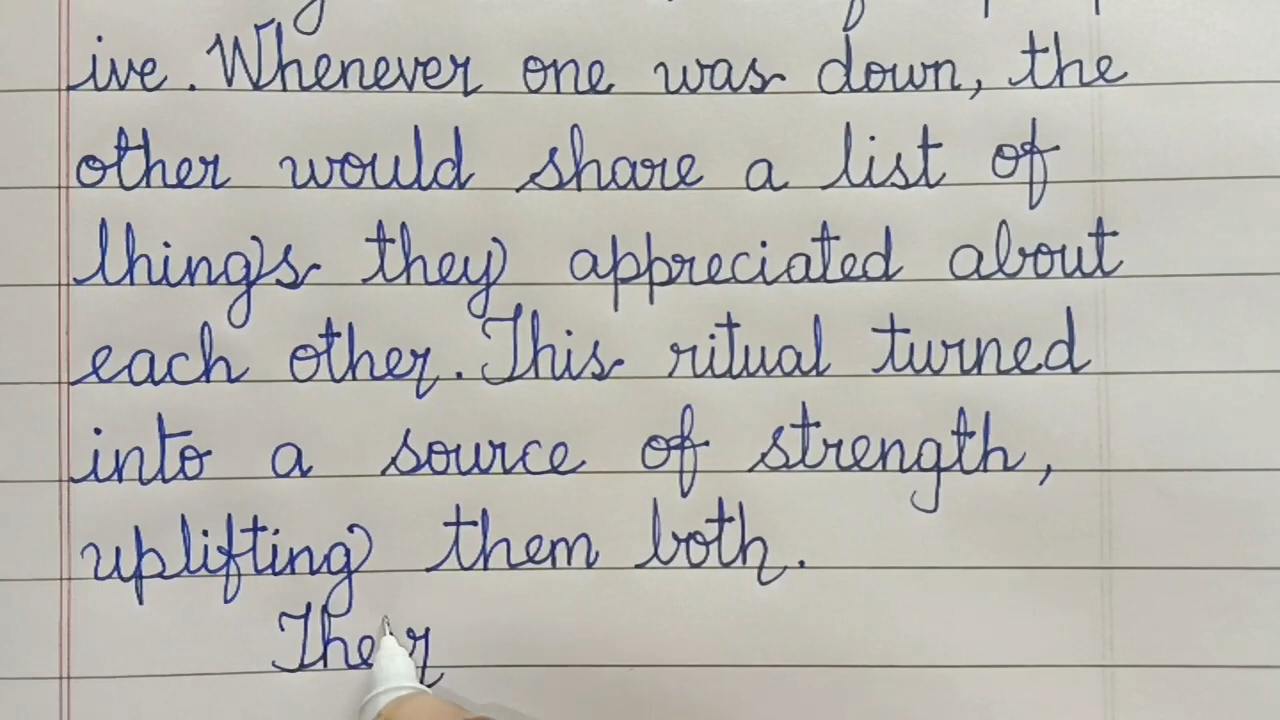 ive. Whenever one was down, the
other would share a list of
things they appreciated about
each other. This ritual turned
into a source of strength,
uplifting them both.